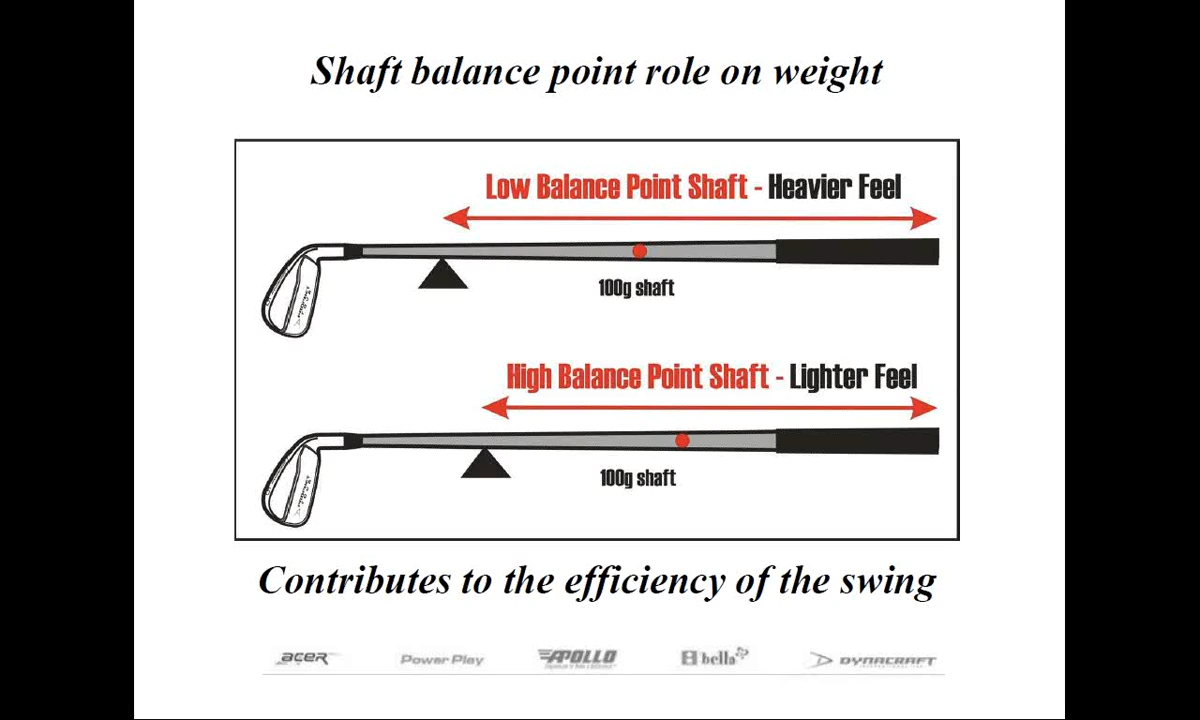 Shaft balance point role on weight
Low Balance Point Shaft - Heavier Feel
100g shaft
High Balance Point Shaft - Lighter Feel
100g shaft
Contributes to the efficiency of the swing
ACER Power Play APOLLO bella DYNACRAFT